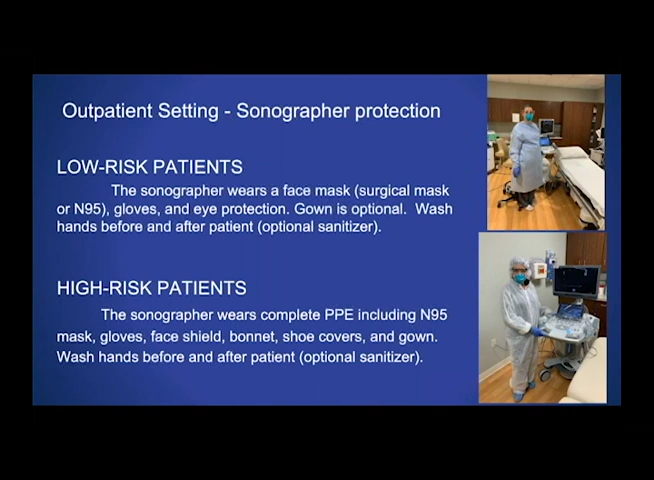 Outpatient Setting - Sonographer protection
LOW-RISK PATIENTS
The sonographer wears a face mask (surgical mask
or N95), gloves, and eye protection. Gown is optional. Wash
hands before and after patient (optional sanitizer).
HIGH-RISK PATIENTS
The sonographer wears complete PPE including N95
mask, gloves, face shield, bonnet, shoe covers, and gown.
Wash hands before and after patient (optional sanitizer).